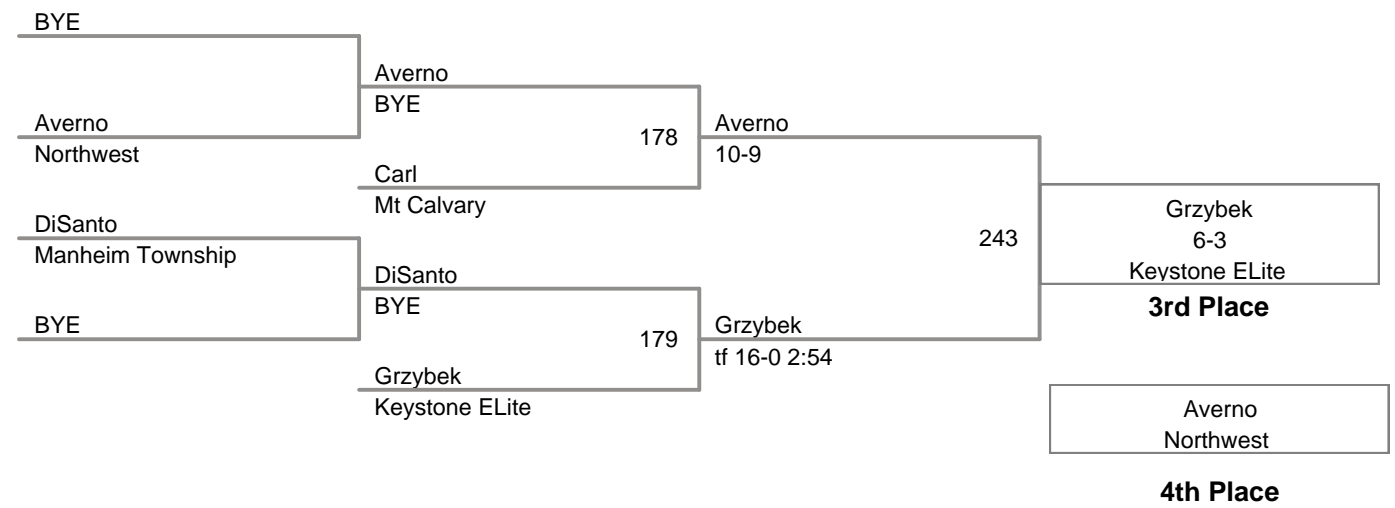 BYE
Averno
BYE
Averno
Northwest
178
Averno
10-9
Carl
Mt Calvary
DiSanto
Manheim Township
243
Grzybek
6-3
Keystone ELite
3rd Place
DiSanto
BYE
BYE
179
Grzybek
tf 16-0 2:54
Grzybek
Keystone ELite
Averno
Northwest
4th Place